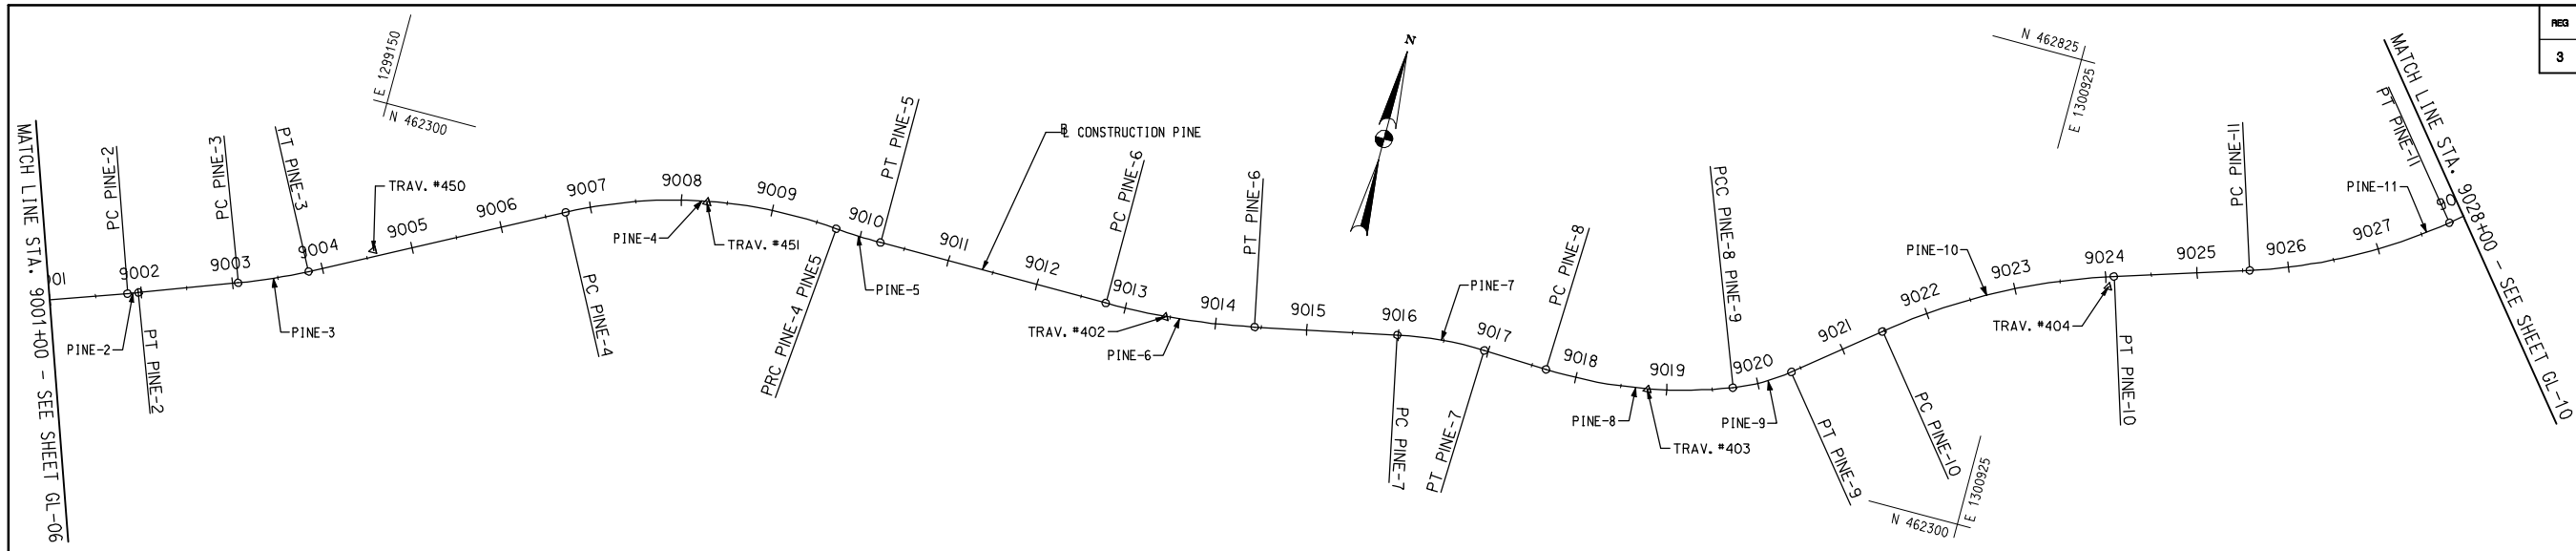 REG
3
E 1299150
N 462300
N
N 462825
E 1300925
MATCH LINE STA. 9001+00 - SEE SHEET GL-06
MATCH LINE STA. 9028+00 - SEE SHEET GL-10
PC PINE-2
PC PINE-3
PT PINE-3
TRAV. #450
PT PINE-5
℄ CONSTRUCTION PINE
PC PINE-6
PT PINE-6
PC PINE-8
PCC PINE-8 PINE-9
PC PINE-11
PT PINE-11
PINE-11
PINE-10
9002
9003
9004
9005
9006
9007
9008
9009
9010
9011
9012
9013
9014
9015
9016
9017
9018
9019
9020
9021
9022
9023
9024
9025
9026
9027
90
PINE-2
PT PINE-2
PINE-3
PC PINE-4
PINE-4
TRAV. #451
PRC PINE-4 PINE5
PINE-5
TRAV. #402
PINE-6
PINE-7
PC PINE-7
PT PINE-7
PINE-8
TRAV. #403
PINE-9
PT PINE-9
PC PINE-10
TRAV. #404
PT PINE-10
N 462300
E 1300925